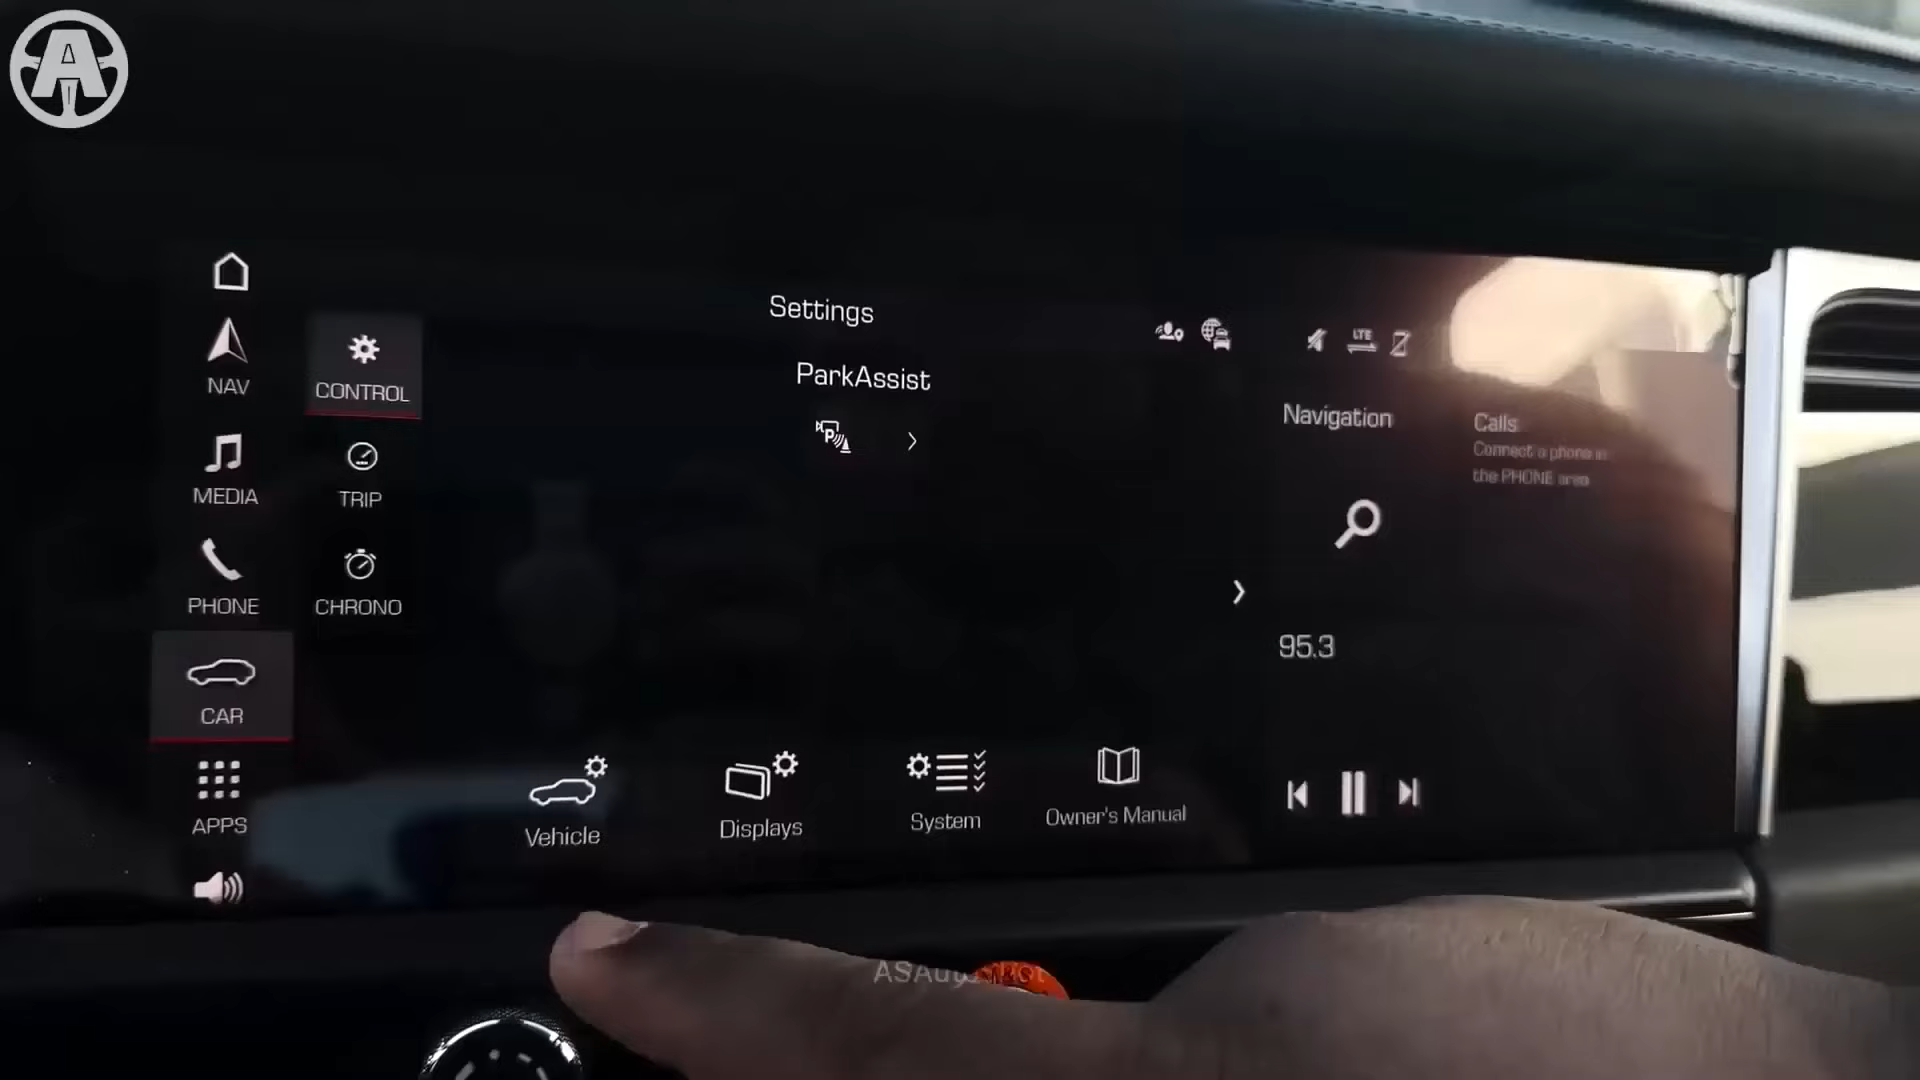 A
Settings
LTE
NAV
CONTROL
ParkAssist
P
Navigation
Calls
Connect a phone in
the PHONE area
MEDIA
TRIP
PHONE
CHRONO
95.3
CAR
APPS
Vehicle
Displays
System
Owner's Manual